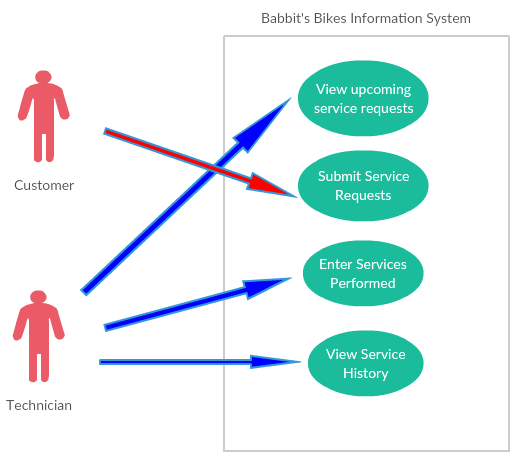 Babbit's Bikes Information System
View upcoming
service requests
Customer
Submit Service
Requests
Enter Services
Performed
Technician
View Service
History